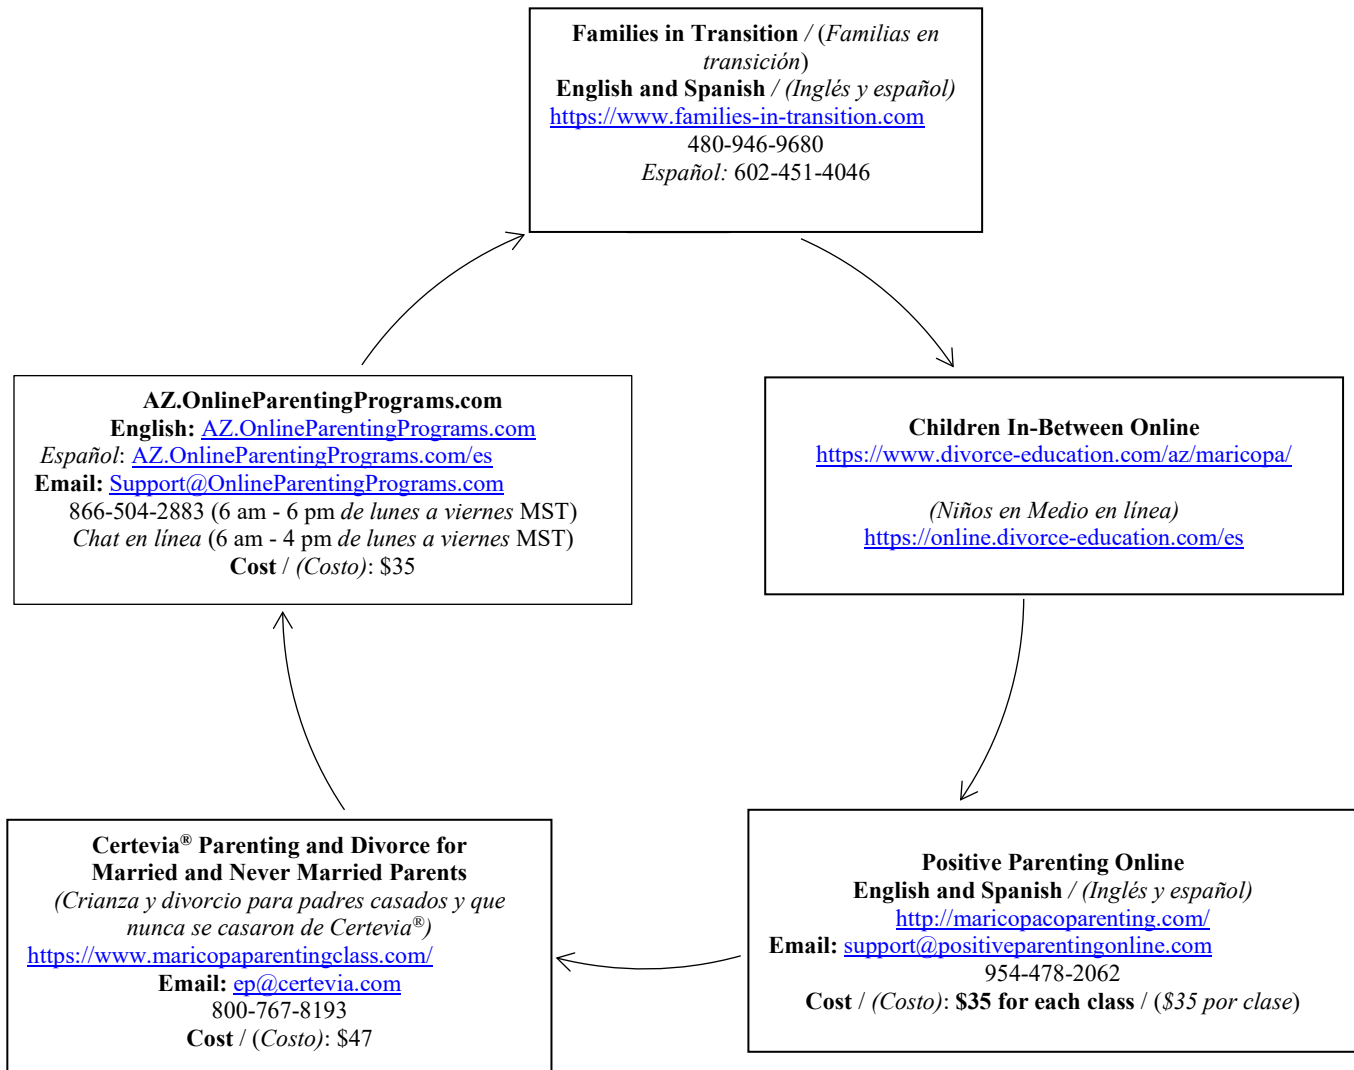 Families in Transition / (Familias en
transición)
English and Spanish / (Inglés y español)
https://www.families-in-transition.com
480-946-9680
Español: 602-451-4046
AZ.OnlineParentingPrograms.com
English: AZ.OnlineParentingPrograms.com
Español: AZ.OnlineParentingPrograms.com/es
Email: Support@OnlineParentingPrograms.com
866-504-2883 (6 am - 6 pm de lunes a viernes MST)
Chat en línea (6 am - 4 pm de lunes a viernes MST)
Cost / (Costo): $35
Children In-Between Online
https://www.divorce-education.com/az/maricopa/
(Niños en Medio en línea)
https://online.divorce-education.com/es
Certevia® Parenting and Divorce for
Married and Never Married Parents
(Crianza y divorcio para padres casados y que
nunca se casaron de Certevia®)
https://www.maricopaparentingclass.com/
Email: ep@certevia.com
800-767-8193
Cost / (Costo): $47
Positive Parenting Online
English and Spanish / (Inglés y español)
http://maricopacoparenting.com/
Email: support@positiveparentingonline.com
954-478-2062
Cost / (Costo): $35 for each class / ($35 por clase)